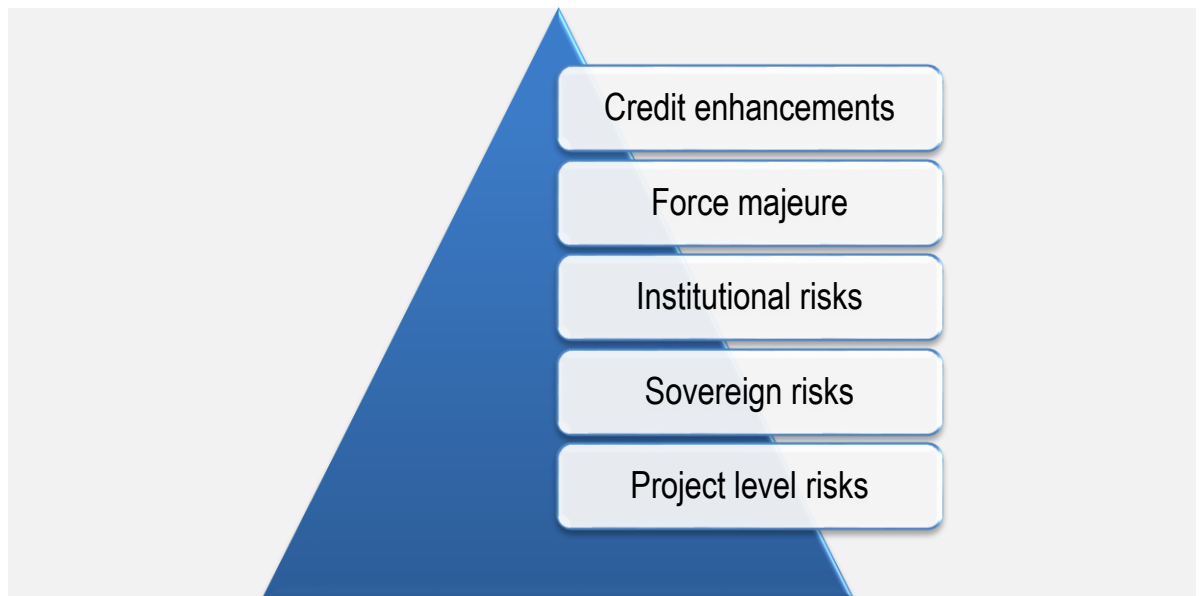 Credit enhancements
Force majeure
Institutional risks
Sovereign risks
Project level risks